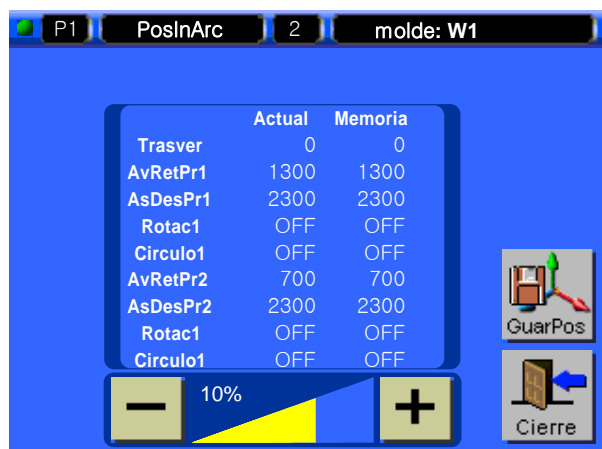 P1 PosInArc 2 molde: W1
Actual Memoria
Trasver 0 0
AvRetPr1 1300 1300
AsDesPr1 2300 2300
Rotac1 OFF OFF
Circulo1 OFF OFF
AvRetPr2 700 700
AsDesPr2 2300 2300
Rotac1 OFF OFF
Circulo1 OFF OFF
GuarPos
− 10% +
Cierre